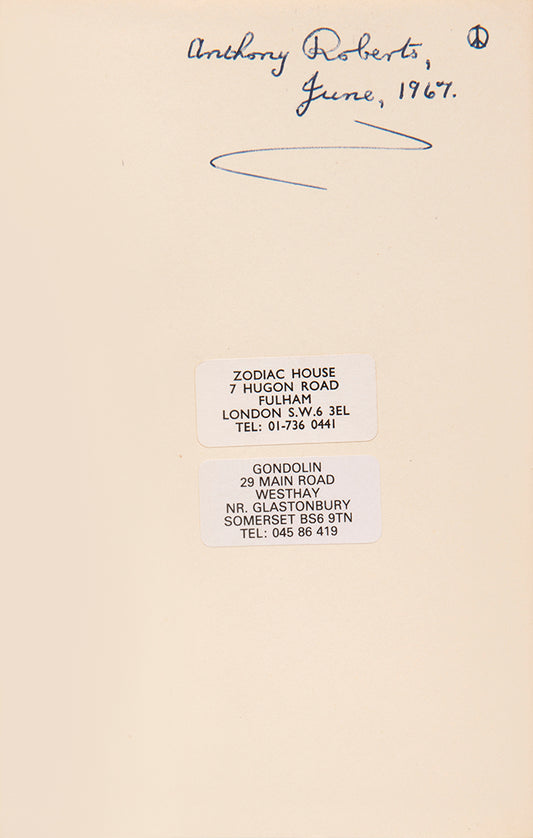 Anthony Roberts,
June, 1967.
ZODIAC HOUSE
7 HUGON ROAD
FULHAM
LONDON S.W.6 3EL
TEL: 01-736 0441
GONDOLIN
29 MAIN ROAD
WESTHAY
NR. GLASTONBURY
SOMERSET BS6 9TN
TEL: 045 86 419